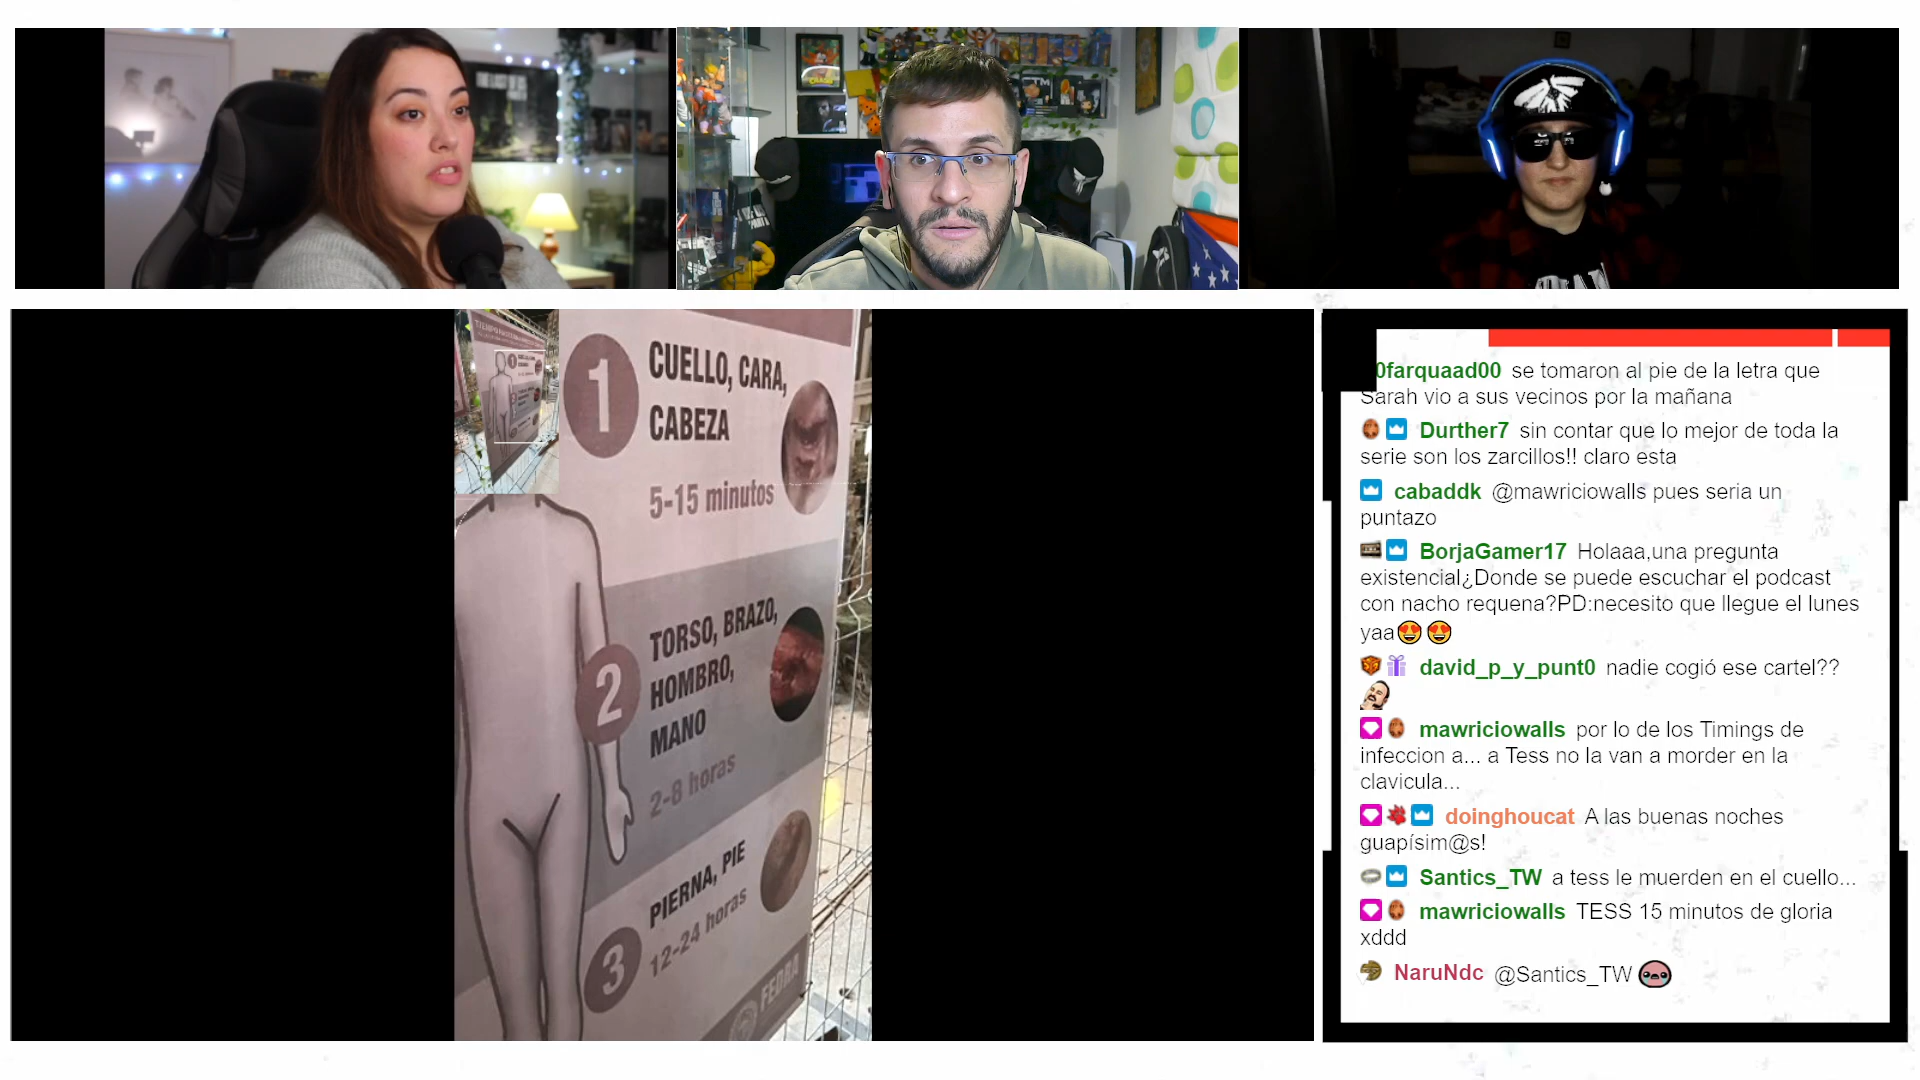 1
CUELLO, CARA,
CABEZA
5-15 minutos
2
TORSO, BRAZO,
HOMBRO,
MANO
2-8 horas
3
PIERNA, PIE
12-24 horas
FEDRA
0farquaad00 se tomaron al pie de la letra que
Sarah vio a sus vecinos por la mañana
Durther7 sin contar que lo mejor de toda la
serie son los zarcillos!! claro esta
cabaddk @mawriciowalls pues seria un
puntazo
BorjaGamer17 Holaaa,una pregunta
existencial¿Donde se puede escuchar el podcast
con nacho requena?PD:necesito que llegue el lunes
yaa😍 😍
david_p_y_punt0 nadie cogió ese cartel??
mawriciowalls por lo de los Timings de
infeccion a... a Tess no la van a morder en la
clavicula...
doinghoucat A las buenas noches
guapísim@s!
Santics_TW a tess le muerden en el cuello...
mawriciowalls TESS 15 minutos de gloria
xddd
NaruNdc @Santics_TW